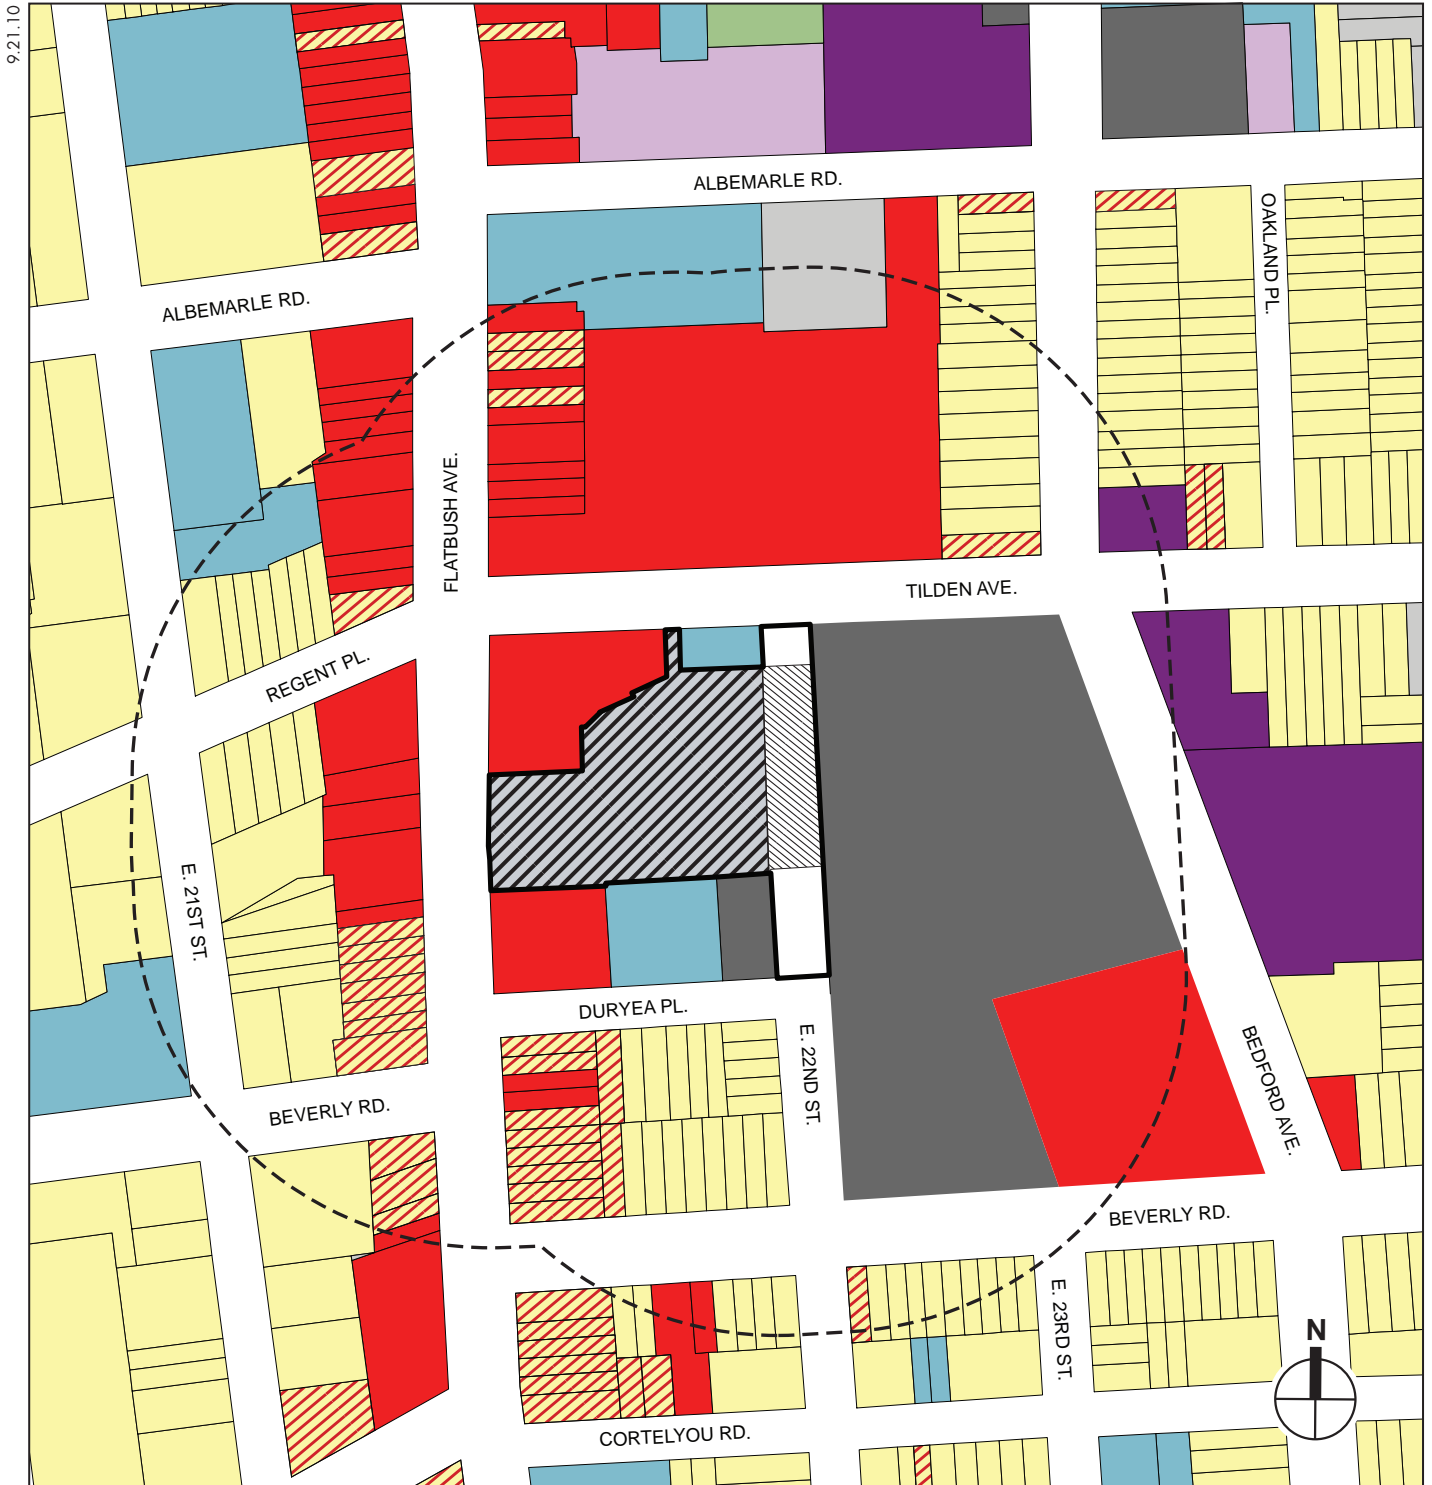 9.21.10
ALBEMARLE RD.
OAKLAND PL.
ALBEMARLE RD.
FLATBUSH AVE.
TILDEN AVE.
REGENT PL.
E. 21ST ST.
DURYEA PL.
E. 22ND ST.
BEDFORD AVE.
BEVERLY RD.
BEVERLY RD.
E. 23RD ST.
N
CORTELYOU RD.